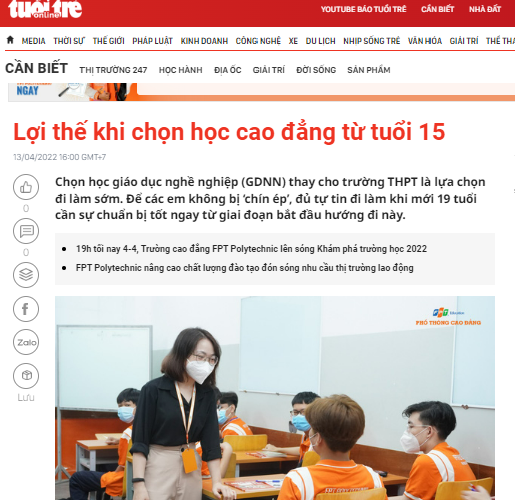 tuổi trẻ
online
YOUTUBE BÁO TUỔI TRẺ CẦN BIẾT NHÀ ĐẤT
MEDIA THỜI SỰ THẾ GIỚI PHÁP LUẬT KINH DOANH CÔNG NGHỆ XE DU LỊCH NHỊP SỐNG TRẺ VĂN HÓA GIẢI TRÍ THỂ THA
CẦN BIẾT THỊ TRƯỜNG 247 HỌC HÀNH ĐỊA ỐC GIẢI TRÍ ĐỜI SỐNG SẢN PHẨM
NGAY
Lợi thế khi chọn học cao đẳng từ tuổi 15
13/04/2022 16:00 GMT+7
Chọn học giáo dục nghề nghiệp (GDNN) thay cho trường THPT là lựa chọn
đi làm sớm. Để các em không bị 'chín ép', đủ tự tin đi làm khi mới 19 tuổi
cần sự chuẩn bị tốt ngay từ giai đoạn bắt đầu hướng đi này.
0
0
Zalo
Lưu
19h tối nay 4-4, Trường cao đẳng FPT Polytechnic lên sóng Khám phá trường học 2022
FPT Polytechnic nâng cao chất lượng đào tạo đón sóng nhu cầu thị trường lao động
FPT Education
PHỔ THÔNG CAO ĐẲNG